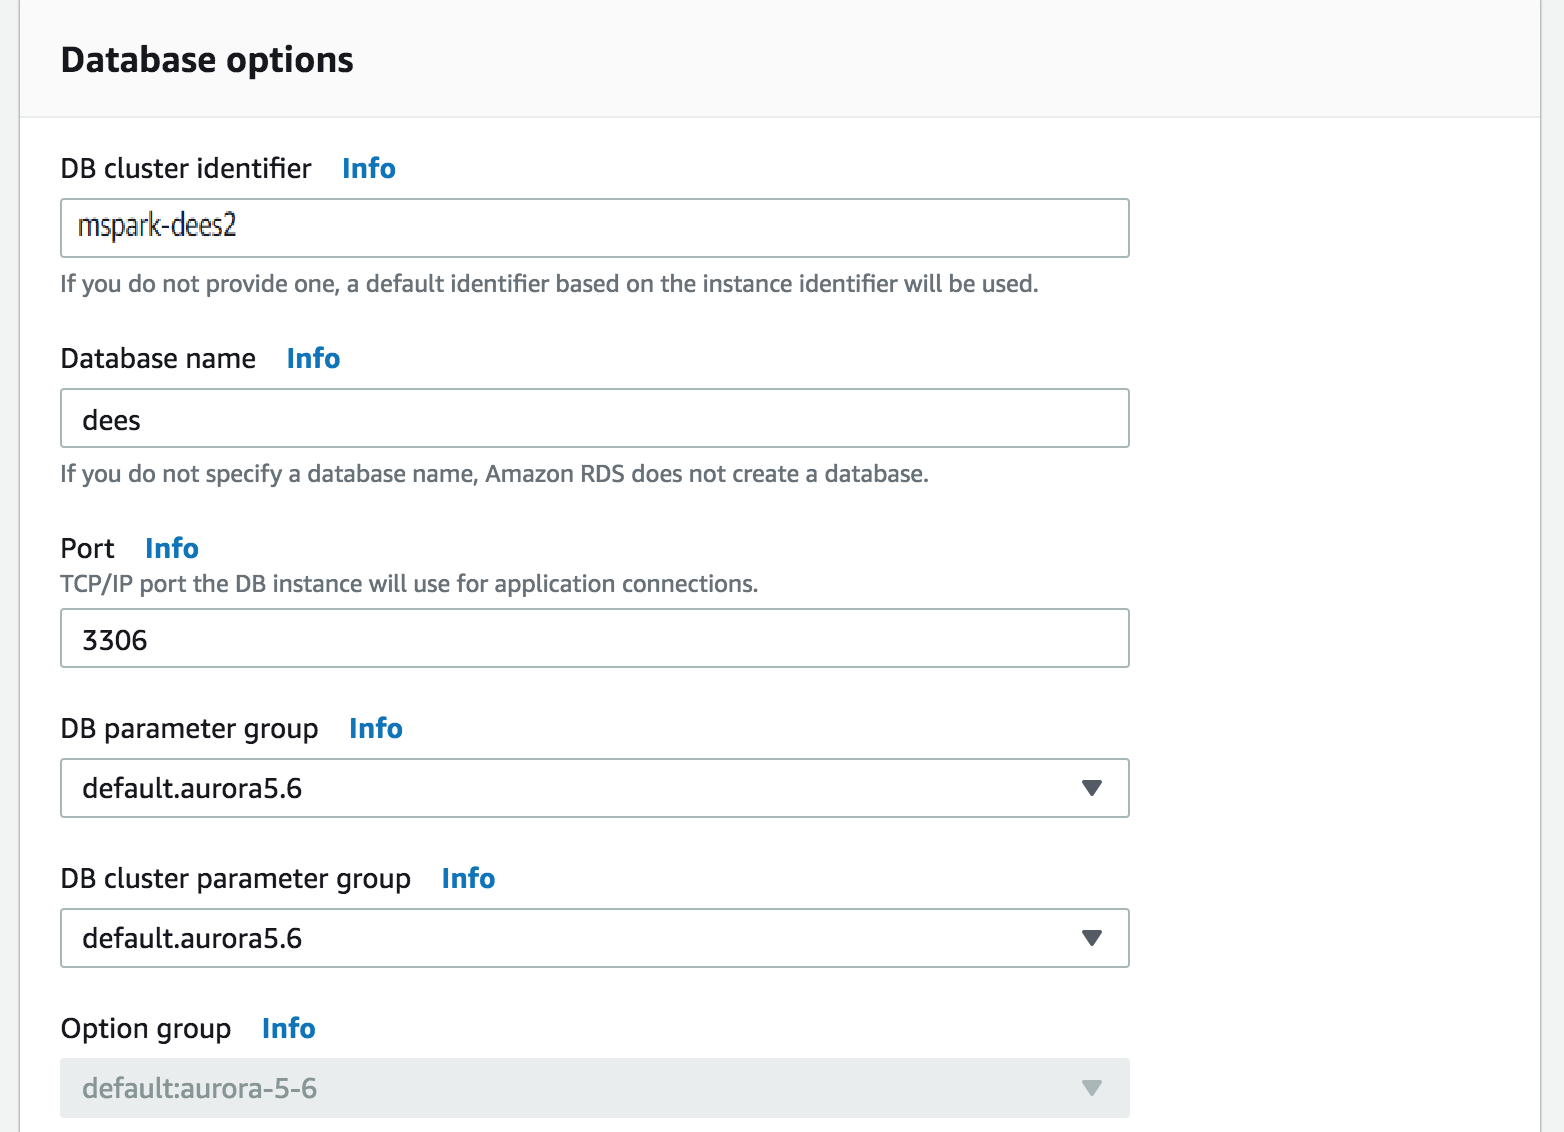 Database options
DB cluster identifier Info
mspark-dees2
If you do not provide one, a default identifier based on the instance identifier will be used.
Database name Info
dees
If you do not specify a database name, Amazon RDS does not create a database.
Port Info
TCP/IP port the DB instance will use for application connections.
3306
DB parameter group Info
default.aurora5.6
DB cluster parameter group Info
default.aurora5.6
Option group Info
default:aurora-5-6